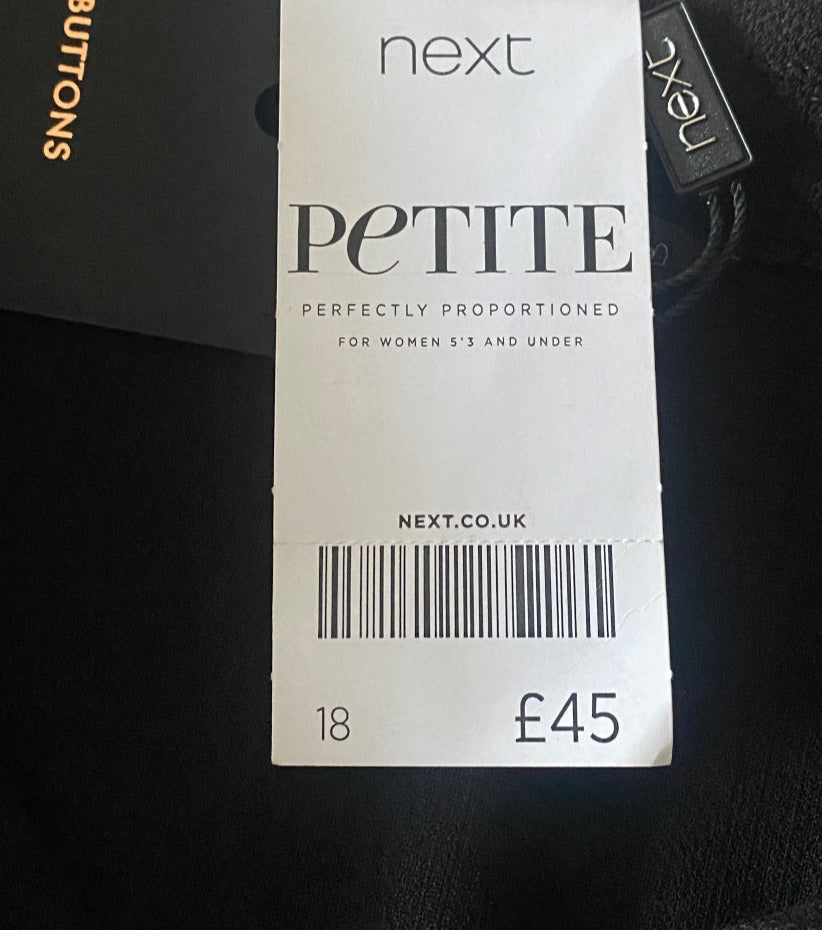 BUTTONS
next
next
PETITE
PERFECTLY PROPORTIONED
FOR WOMEN 5'3 AND UNDER
NEXT.CO.UK
18
£45